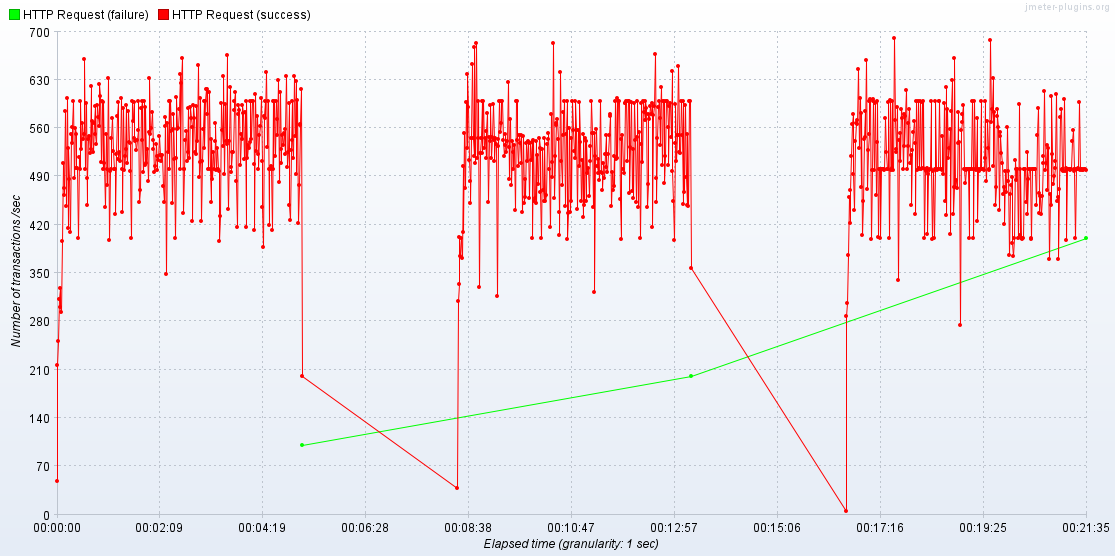 jmeter-plugins.org
HTTP Request (failure) HTTP Request (success)
700
630
560
490
420
350
280
210
140
70
0
Number of transactions /sec
00:00:00 00:02:09 00:04:19 00:06:28 00:08:38 00:10:47 00:12:57 00:15:06 00:17:16 00:19:25 00:21:35
Elapsed time (granularity: 1 sec)